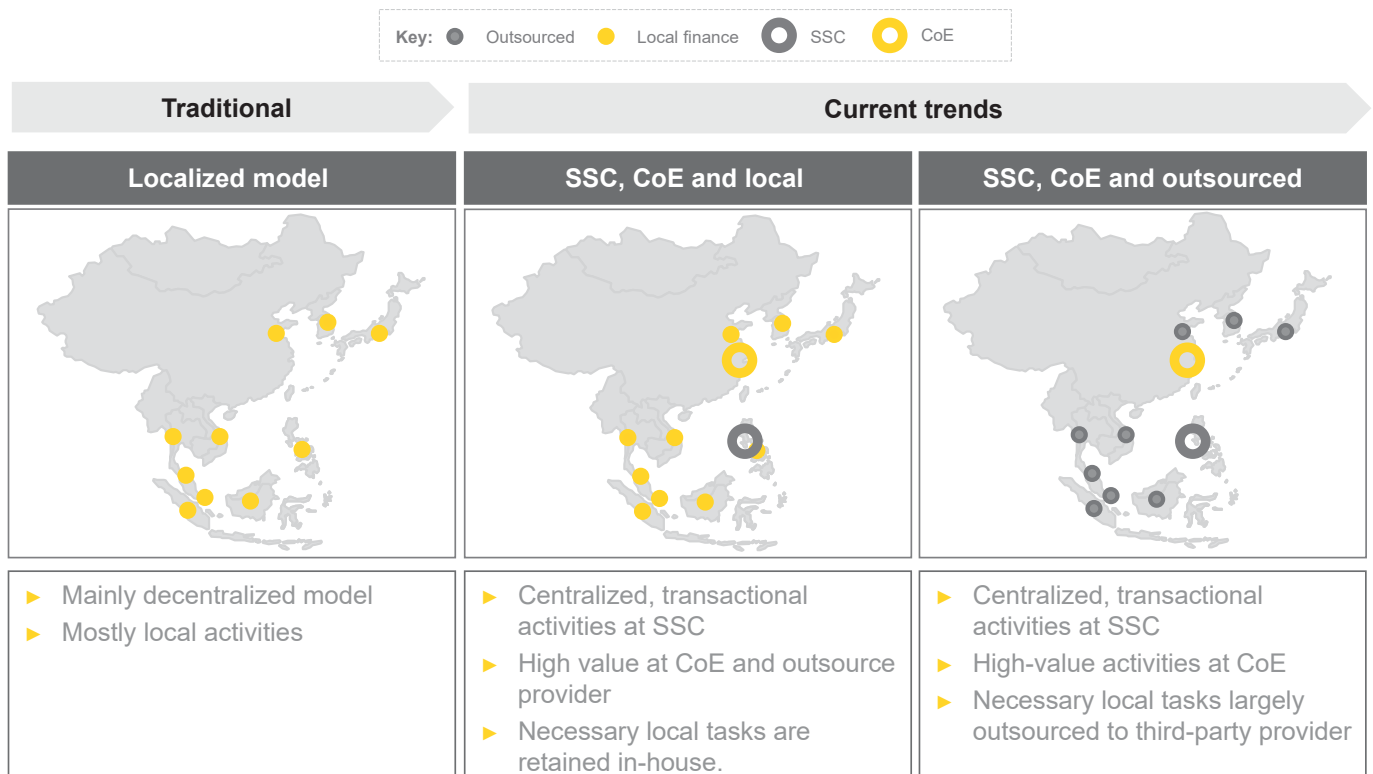 Key: Outsourced Local finance SSC CoE
Traditional
Current trends
Localized model
SSC, CoE and local
SSC, CoE and outsourced
► Mainly decentralized model
► Mostly local activities
► Centralized, transactional
activities at SSC
► High value at CoE and outsource
provider
► Necessary local tasks are
retained in-house.
► Centralized, transactional
activities at SSC
► High-value activities at CoE
► Necessary local tasks largely
outsourced to third-party provider